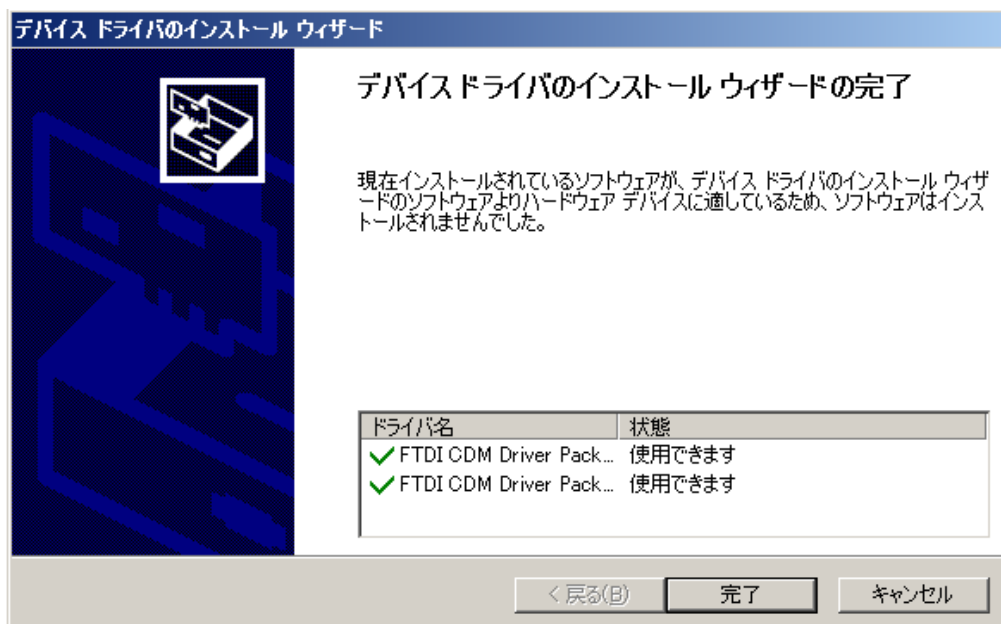 デバイス ドライバのインストール ウィザード
デバイス ドライバのインストール ウィザードの完了
現在インストールされているソフトウェアが、デバイス ドライバのインストール ウィザ
ードのソフトウェアよりハードウェア デバイスに適しているため、ソフトウェアはインス
トールされませんでした。
ドライバ名 状態
FTDI CDM Driver Pack... 使用できます
FTDI CDM Driver Pack... 使用できます
< 戻る(B) 完了 キャンセル